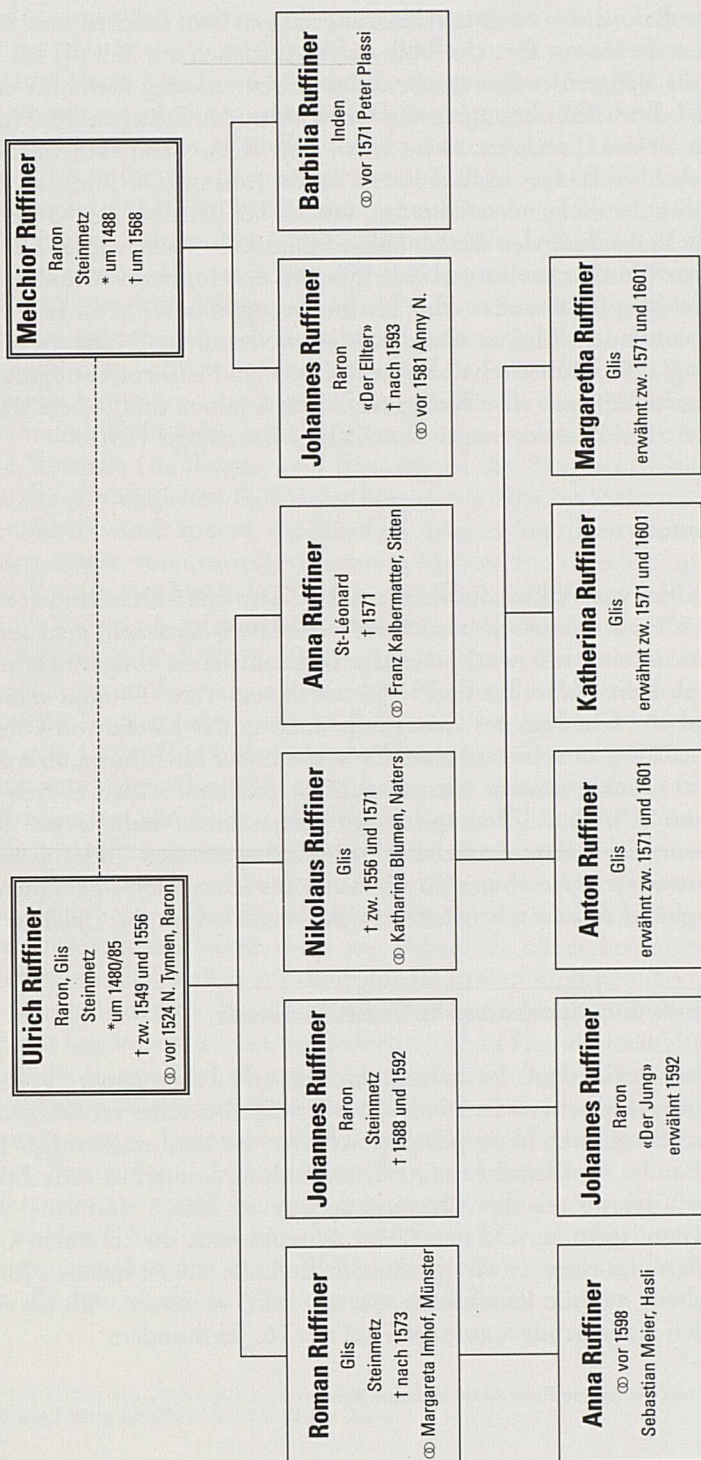 Ulrich Ruffiner
Raron, Glis
Steinmetz
* um 1480/85
† zw. 1549 und 1556
⚭ vor 1524 N. Lynnen, Raron
Melchior Ruffiner
Raron
Steinmetz
* um 1488
† um 1568
Roman Ruffiner
Glis
Steinmetz
† nach 1573
⚭ Margareta Imhof, Münster
Johannes Ruffiner
Raron
Steinmetz
† 1588 und 1592
Nikolaus Ruffiner
Glis
† zw. 1556 und 1571
⚭ Katharina Blumen, Naters
Anna Ruffiner
St-Léonard
† 1571
⚭ Franz Kalbermatter, Sitten
Johannes Ruffiner
Raron
«Der Ellter»
† nach 1593
⚭ vor 1587 Anny N.
Barbilia Ruffiner
Inden
⚭ vor 1571 Peter Plassi
Anna Ruffiner
⚭ vor 1598
Sebastian Meier, Hasli
Johannes Ruffiner
Raron
«Der Jung»
erwähnt 1592
Anton Ruffiner
Glis
erwähnt zw. 1571 und 1601
Katherina Ruffiner
Glis
erwähnt zw. 1571 und 1601
Margaretha Ruffiner
Glis
erwähnt zw. 1571 und 1601